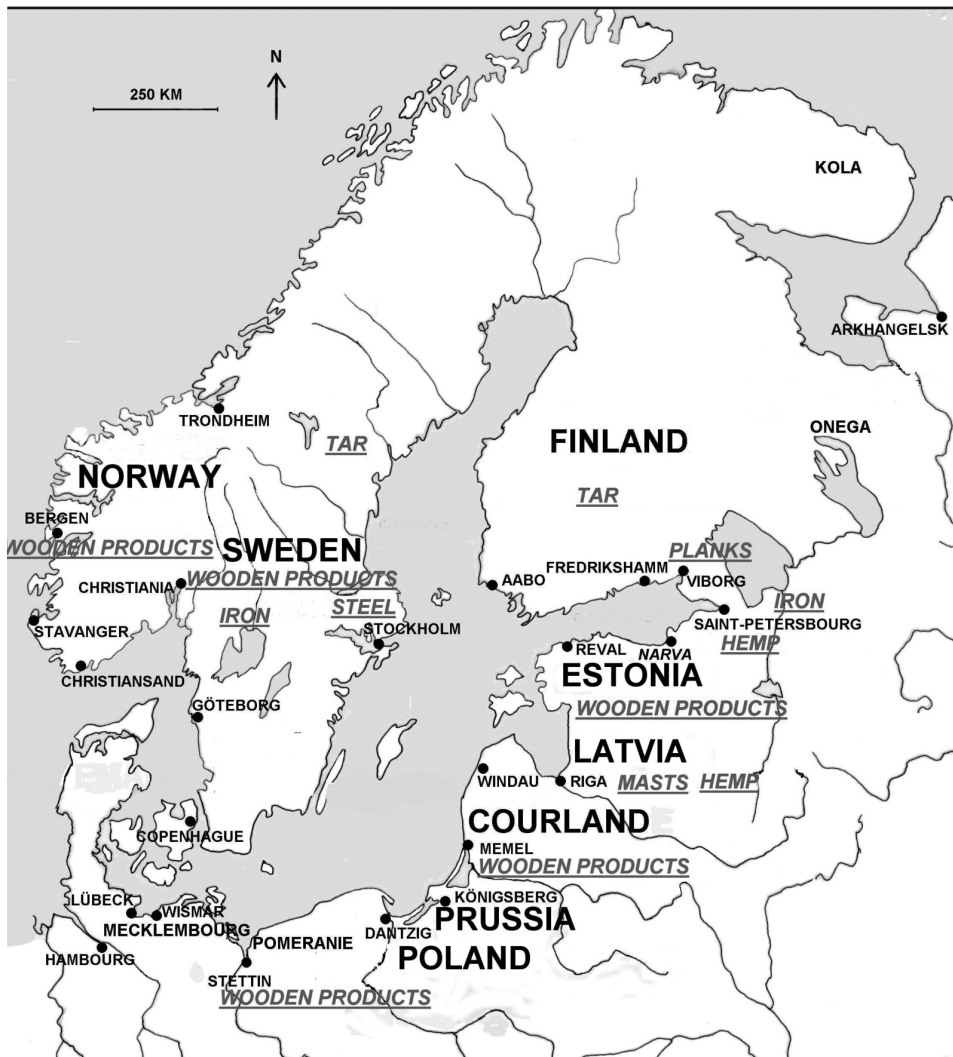 N
250 KM
KOLA
ARKHANGELSK
TRONDHEIM
ONEGA
TAR
FINLAND
NORWAY
TAR
BERGEN
WOODEN PRODUCTS
SWEDEN
PLANKS
FREDRIKSHAMM
VIBORG
AABO
CHRISTIANIA
WOODEN PRODUCTS
IRON
STEEL
IRON
SAINT-PETERSBOURG
STAVANGER
STOCKHOLM
HEMP
REVAL
NARVA
CHRISTIANSAND
ESTONIA
GÖTEBORG
WOODEN PRODUCTS
LATVIA
WINDAU
RIGA
MASTS
HEMP
COURLAND
COPENHAGUE
MEMEL
WOODEN PRODUCTS
LÜBECK
KÖNIGSBERG
WISMAR
PRUSSIA
MECKLEMBOURG
DANTZIG
POMERANIE
POLAND
HAMBOURG
STETTIN
WOODEN PRODUCTS